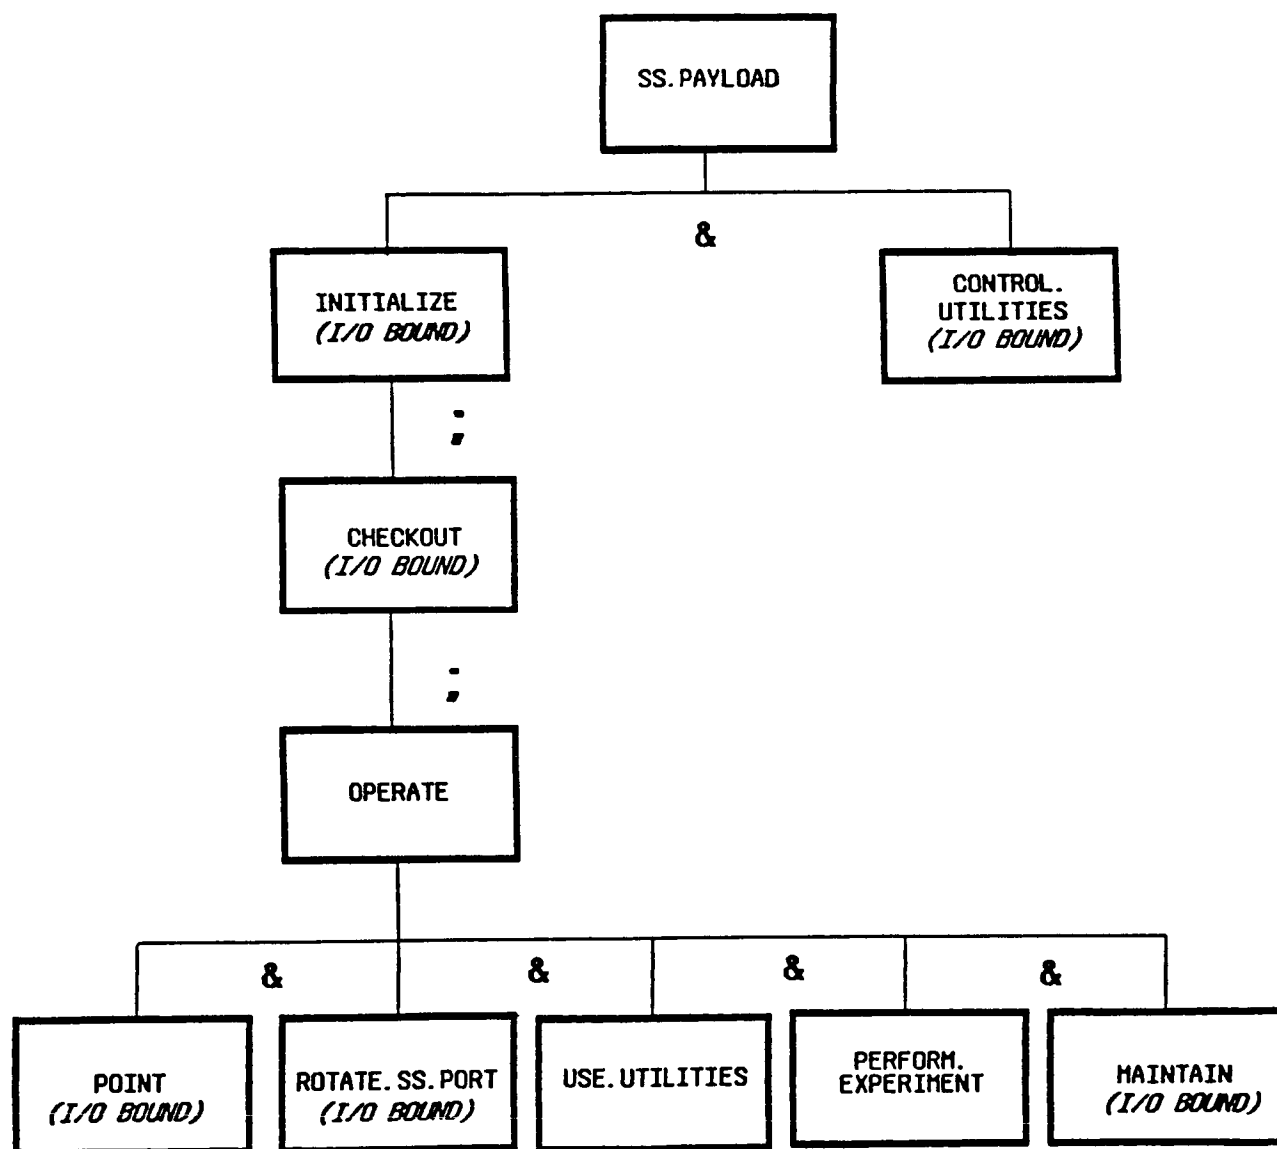 SS.PAYLOAD
&
INITIALIZE
(I/O BOUND)
CONTROL.
UTILITIES
(I/O BOUND)
;
CHECKOUT
(I/O BOUND)
;
OPERATE
& & & &
POINT
(I/O BOUND)
ROTATE.SS.PORT
(I/O BOUND)
USE.UTILITIES
PERFORM.
EXPERIMENT
MAINTAIN
(I/O BOUND)